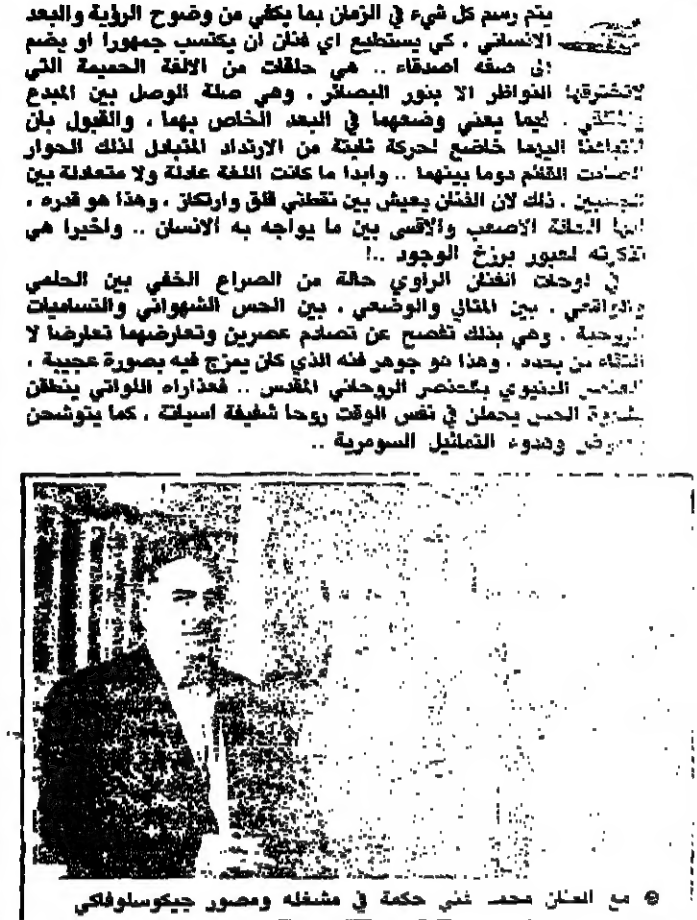 يتم رسم كل شيء في الزمان بما يكفي من وضوح الرؤية والبعد
الانساني . كي يستطيع اي فنان ان يكتسب جمهورا او يضم
الى صفه اصدقاء .. هي حلقات من الالفة الحميمة التي
لاتخترقها النواظر الا بنور البصائر . وهي صلة الوصل بين المبدع
والمتلقي . فيما يعني وضعهما في البعد الخاص بهما ، والقبول بان
اليهما خاضع لحركة ثابتة من الارتداد المتبادل لذلك الحوار
الصامت القائم دوما بينهما .. وابدا ما كانت اللغة عادلة ولا متعادلة بين
. ذلك لان الفنان يعيش بين نقطتي قلق وارتكاز . وهذا هو قدره .
انها الاصعب والاقسى بين ما يواجه به الانسان .. واخيرا هي
تذكرته لعبور برزخ الوجود ..!
في لوحات الفنان الراوي حالة من الصراع الخفي بين الحلمي
والواقعي . بين المثالي والوضعي . بين الحس الشهواني والتساميات
الروحية . وهي بذلك تفصح عن تصادم عصرين وتعارضهما تعارضا لا
التقاء من بعده . وهذا هو جوهر فنه الذي كان يمزج فيه بصورة عجيبة ،
العنصر الدنيوي بالعنصر الروحاني المقدس .. فعذاراه اللواتي ينطقن
الحس يحملن في نفس الوقت روحا شفيفة اسيانة . كما يتوشحن
وهدوء التماثيل السومرية ..
مع الفنان محمد غني حكمة في مشغله ومصور جيكوسلوفاكي